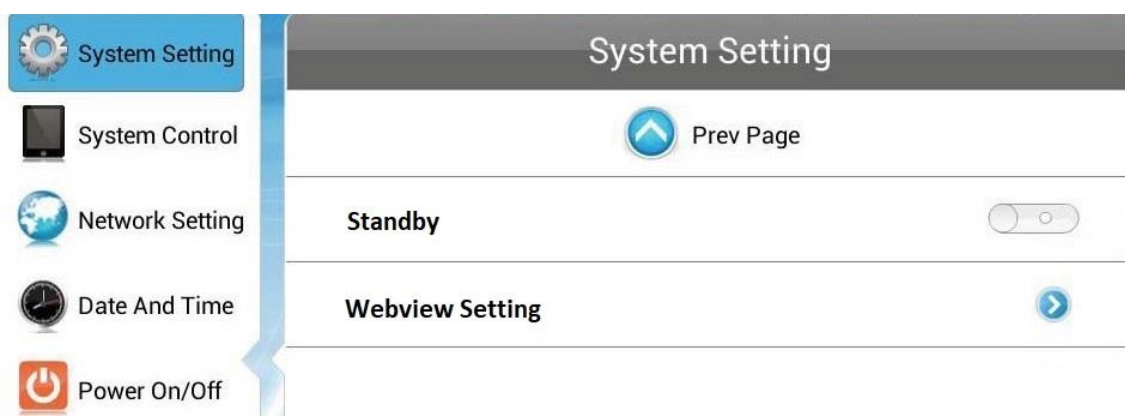 System Setting
System Control
Network Setting
Date And Time
Power On/Off
System Setting
Prev Page
Standby
Webview Setting